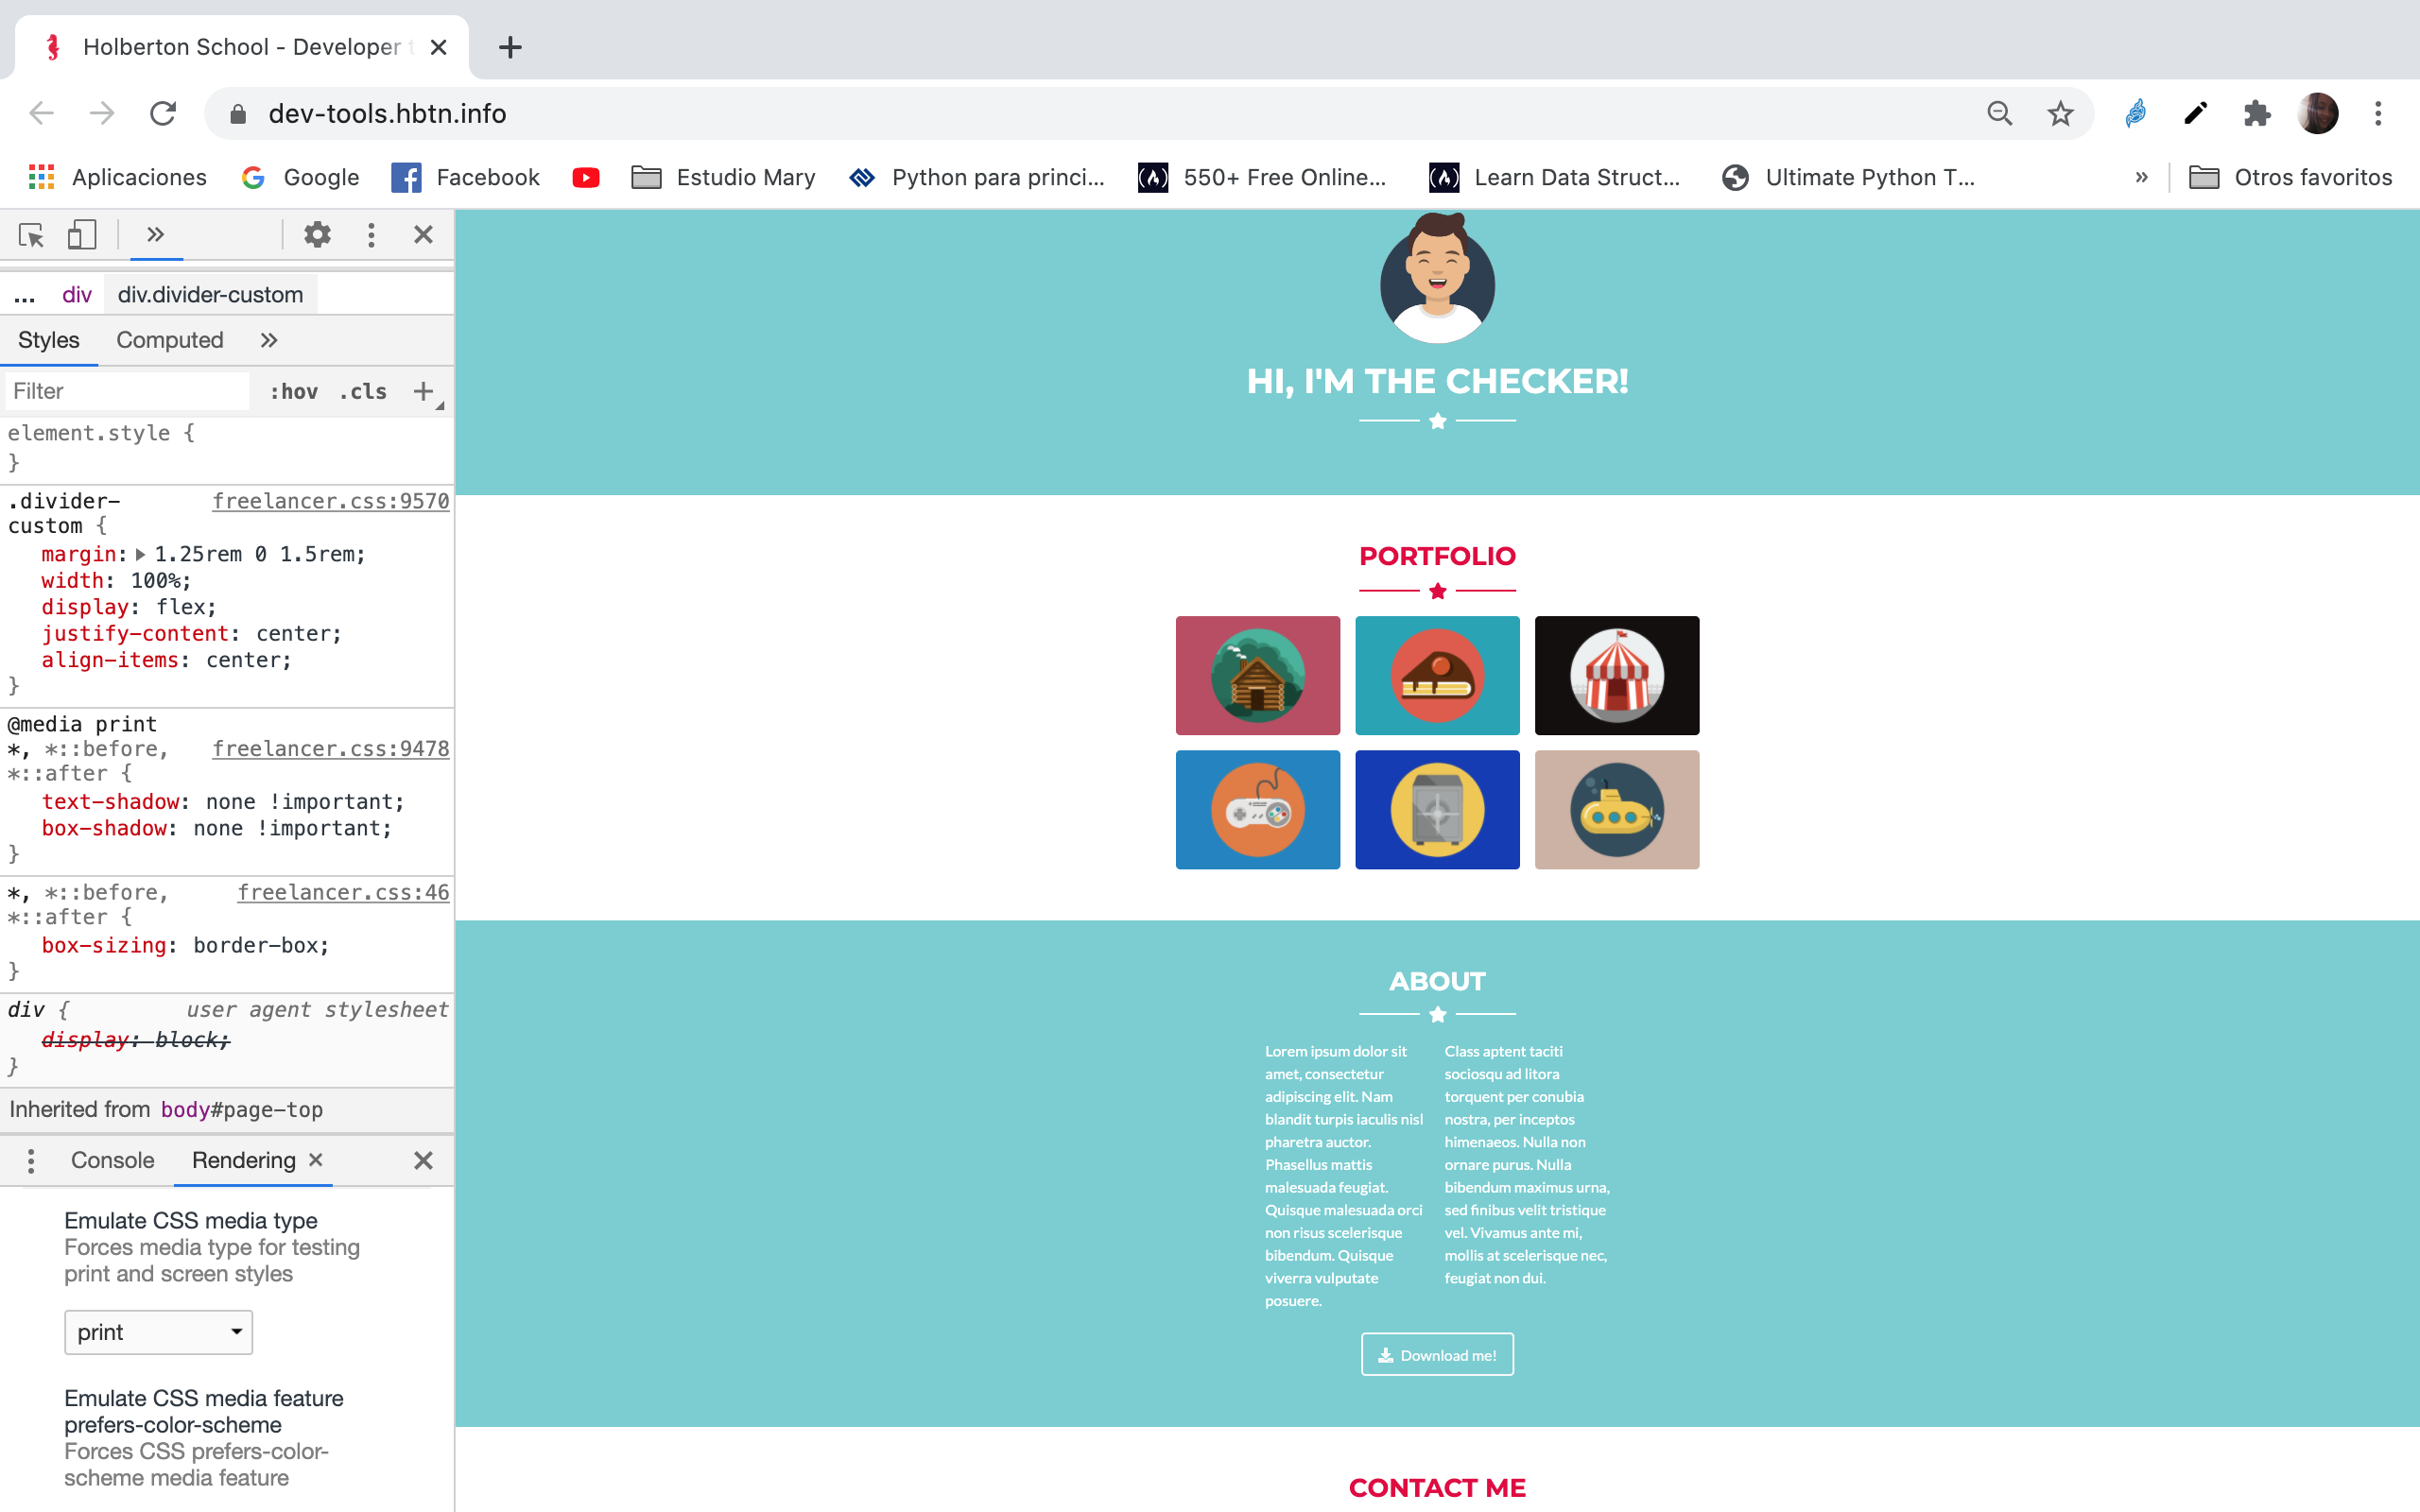 Holberton School - Developer t
dev-tools.hbtn.info
Aplicaciones
Google
Facebook
Estudio Mary
Python para princi...
550+ Free Online...
Learn Data Struct...
Ultimate Python T...
»
Otros favoritos
»
... div div.divider-custom
Styles Computed »
Filter :hov .cls +
element.style {
}
.divider- freelancer.css:9570
custom {
margin: 1.25rem 0 1.5rem;
width: 100%;
display: flex;
justify-content: center;
align-items: center;
}
@media print
*, *::before, freelancer.css:9478
*::after {
text-shadow: none !important;
box-shadow: none !important;
}
*, *::before, freelancer.css:46
*::after {
box-sizing: border-box;
}
div { user agent stylesheet
display: block;
}
Inherited from body#page-top
Console Rendering
Emulate CSS media type
Forces media type for testing
print and screen styles
print
Emulate CSS media feature
prefers-color-scheme
Forces CSS prefers-color-
scheme media feature
HI, I'M THE CHECKER!
PORTFOLIO
ABOUT
Lorem ipsum dolor sit
amet, consectetur
adipiscing elit. Nam
blandit turpis iaculis nisl
pharetra auctor.
Phasellus mattis
malesuada feugiat.
Quisque malesuada orci
non risus scelerisque
bibendum. Quisque
viverra vulputate
posuere.
Class aptent taciti
sociosqu ad litora
torquent per conubia
nostra, per inceptos
himenaeos. Nulla non
ornare purus. Nulla
bibendum maximus urna,
sed finibus velit tristique
vel. Vivamus ante mi,
mollis at scelerisque nec,
feugiat non dui.
Download me!
CONTACT ME